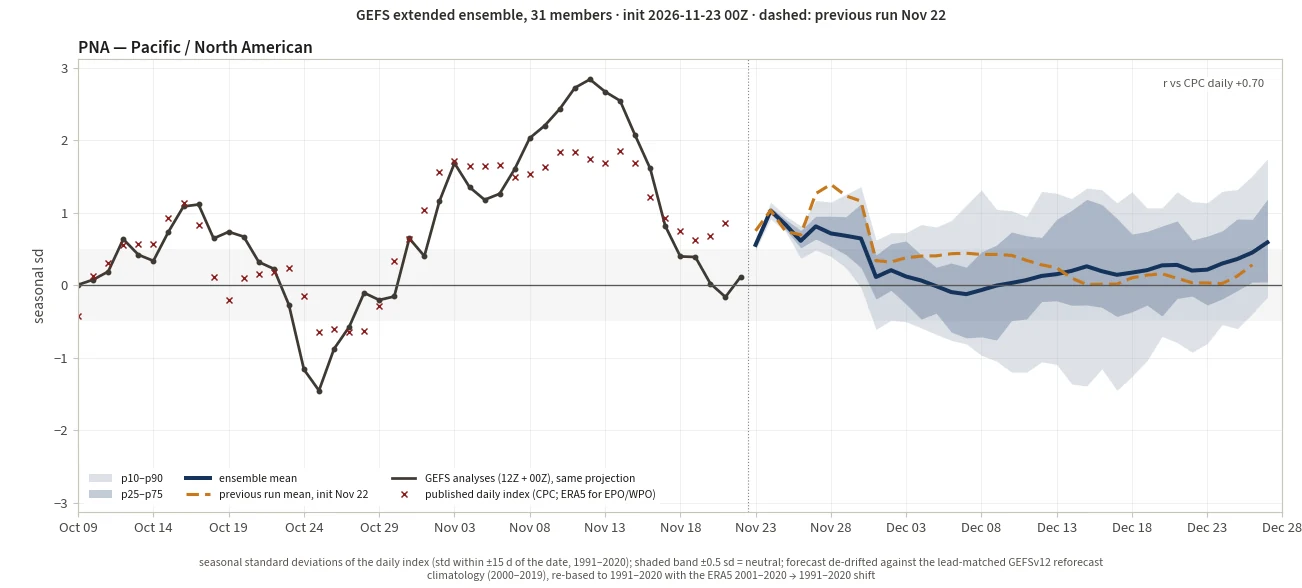 GEFS extended ensemble, 31 members · init 2026-11-23 00Z · dashed: previous run Nov 22
PNA — Pacific / North American
r vs CPC daily +0.70
seasonal sd
3
2
1
0
−1
−2
−3
p10–p90
p25–p75
ensemble mean
previous run mean, init Nov 22
GEFS analyses (12Z + 00Z), same projection
published daily index (CPC; ERA5 for EPO/WPO)
Oct 09 Oct 14 Oct 19 Oct 24 Oct 29 Nov 03 Nov 08 Nov 13 Nov 18 Nov 23 Nov 28 Dec 03 Dec 08 Dec 13 Dec 18 Dec 23 Dec 28
seasonal standard deviations of the daily index (std within ±15 d of the date, 1991–2020); shaded band ±0.5 sd = neutral; forecast de-drifted against the lead-matched GEFSv12 reforecast
climatology (2000–2019), re-based to 1991–2020 with the ERA5 2001–2020 → 1991–2020 shift